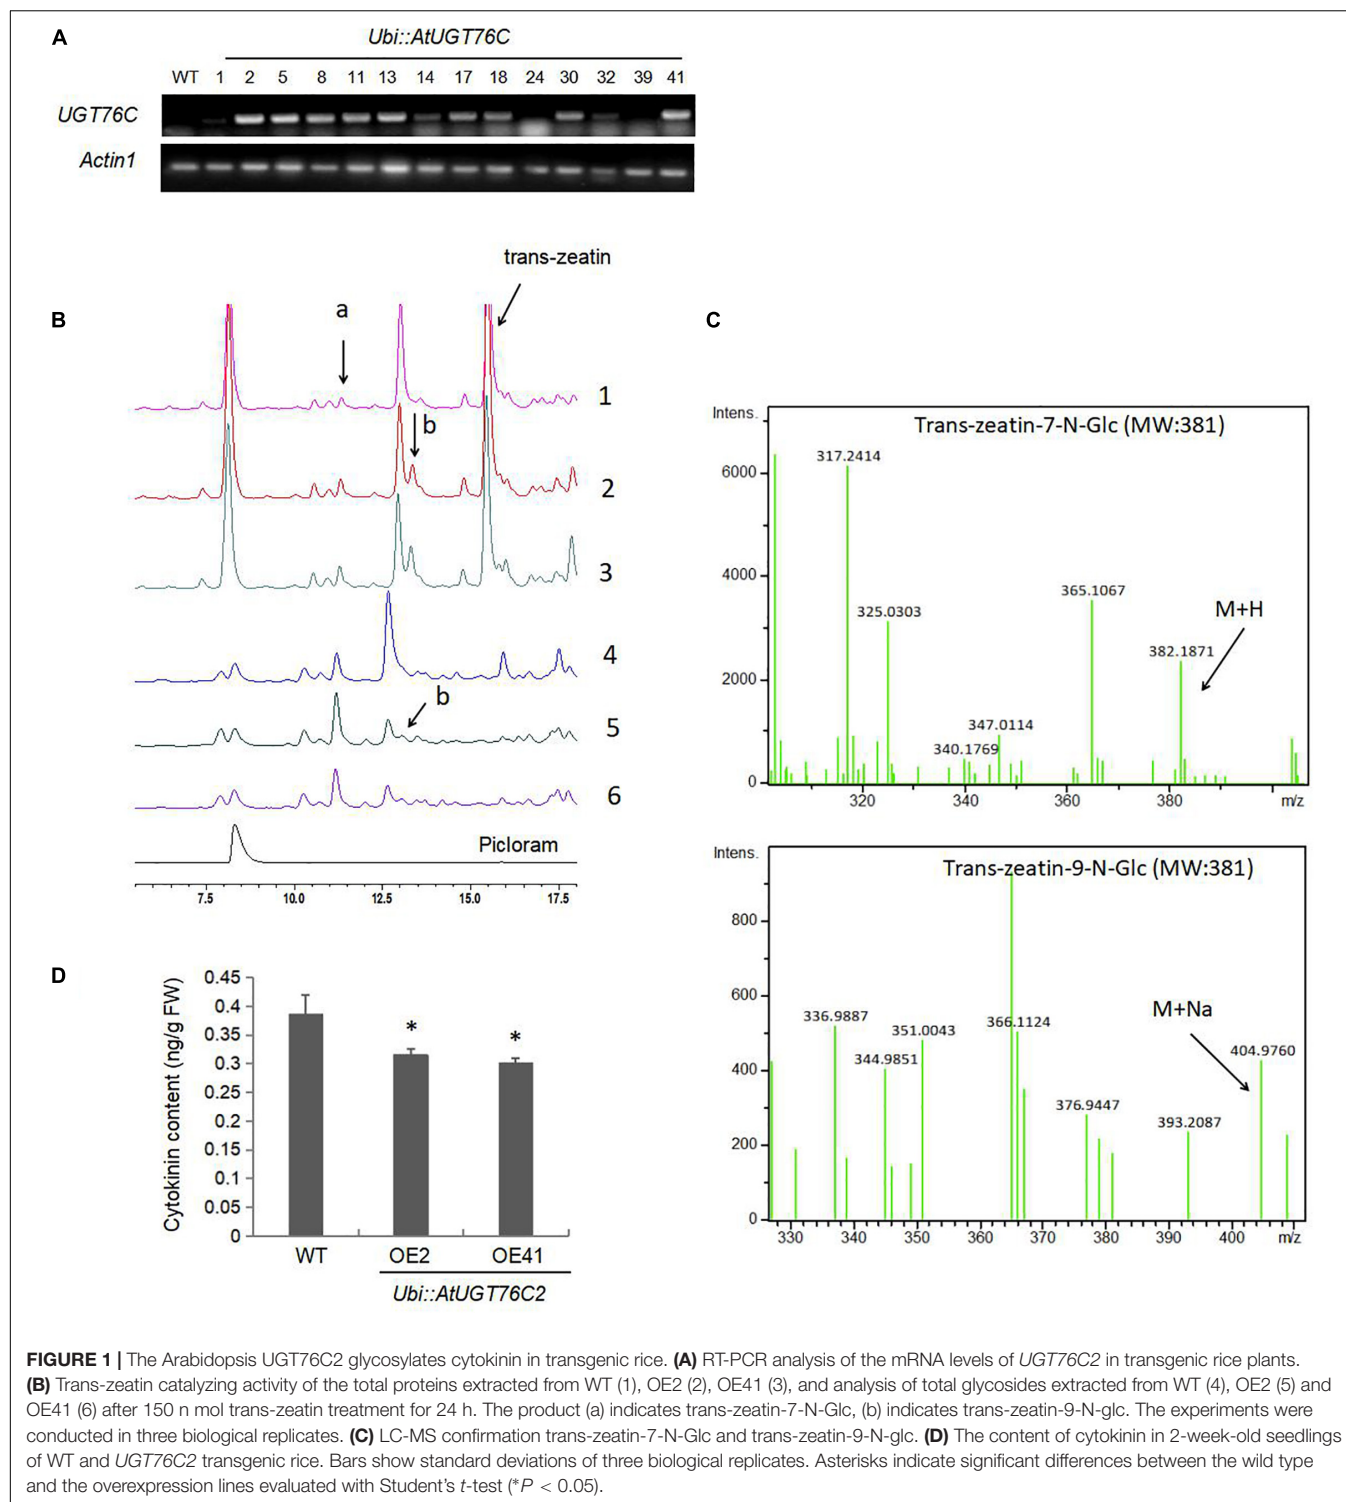 A
Ubi::AtUGT76C
WT 1 2 5 8 11 13 14 17 18 24 30 32 39 41
UGT76C
Actin1
trans-zeatin
B
a
1
b
2
3
4
b
5
6
Picloram
7.5 10.0 12.5 15.0 17.5
C
Intens.
Trans-zeatin-7-N-Glc (MW:381)
6000
317.2414
4000
365.1067
325.0303
M+H
382.1871
2000
347.0114
340.1769
0
320 340 360 380 m/z
Intens.
Trans-zeatin-9-N-Glc (MW:381)
800
600
336.9887
351.0043
366.1124
M+Na
344.9851
404.9760
400
376.9447
393.2087
200
0
330 340 350 360 370 380 390 400 m/z
D
Cytokinin content (ng/g FW)
0.45
0.4
0.35
0.3
0.25
0.2
0.15
0.1
0.05
0
* *
WT OE2 OE41
Ubi::AtUGT76C2
FIGURE 1 | The Arabidopsis UGT76C2 glycosylates cytokinin in transgenic rice. (A) RT-PCR analysis of the mRNA levels of UGT76C2 in transgenic rice plants.
(B) Trans-zeatin catalyzing activity of the total proteins extracted from WT (1), OE2 (2), OE41 (3), and analysis of total glycosides extracted from WT (4), OE2 (5) and
OE41 (6) after 150 n mol trans-zeatin treatment for 24 h. The product (a) indicates trans-zeatin-7-N-Glc, (b) indicates trans-zeatin-9-N-glc. The experiments were
conducted in three biological replicates. (C) LC-MS confirmation trans-zeatin-7-N-Glc and trans-zeatin-9-N-glc. (D) The content of cytokinin in 2-week-old seedlings
of WT and UGT76C2 transgenic rice. Bars show standard deviations of three biological replicates. Asterisks indicate significant differences between the wild type
and the overexpression lines evaluated with Student's t-test (*P < 0.05).